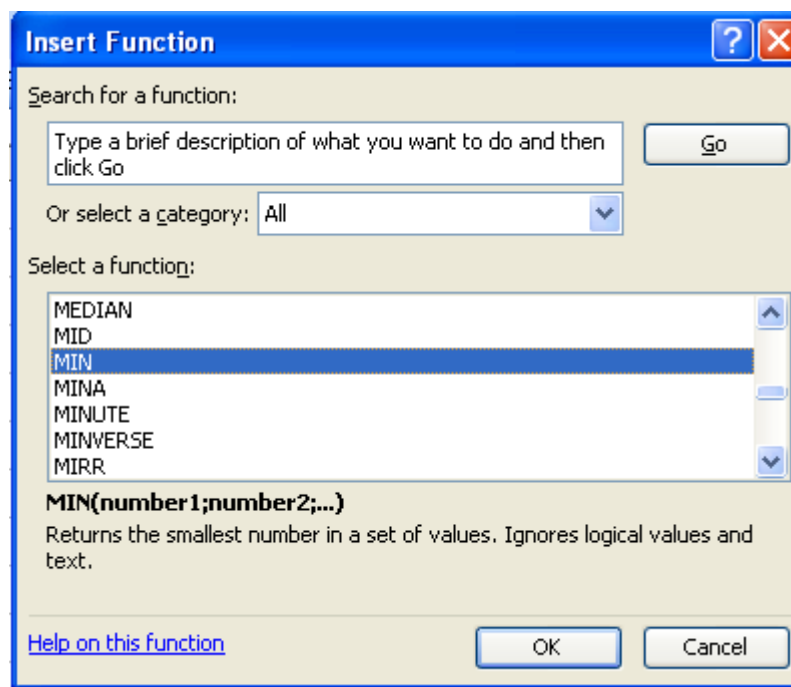 Insert Function
Search for a function:
Type a brief description of what you want to do and then
click Go
Go
Or select a category: All
Select a function:
MEDIAN
MID
MIN
MINA
MINUTE
MINVERSE
MIRR
MIN(number1;number2;...)
Returns the smallest number in a set of values. Ignores logical values and
text.
Help on this function
OK
Cancel